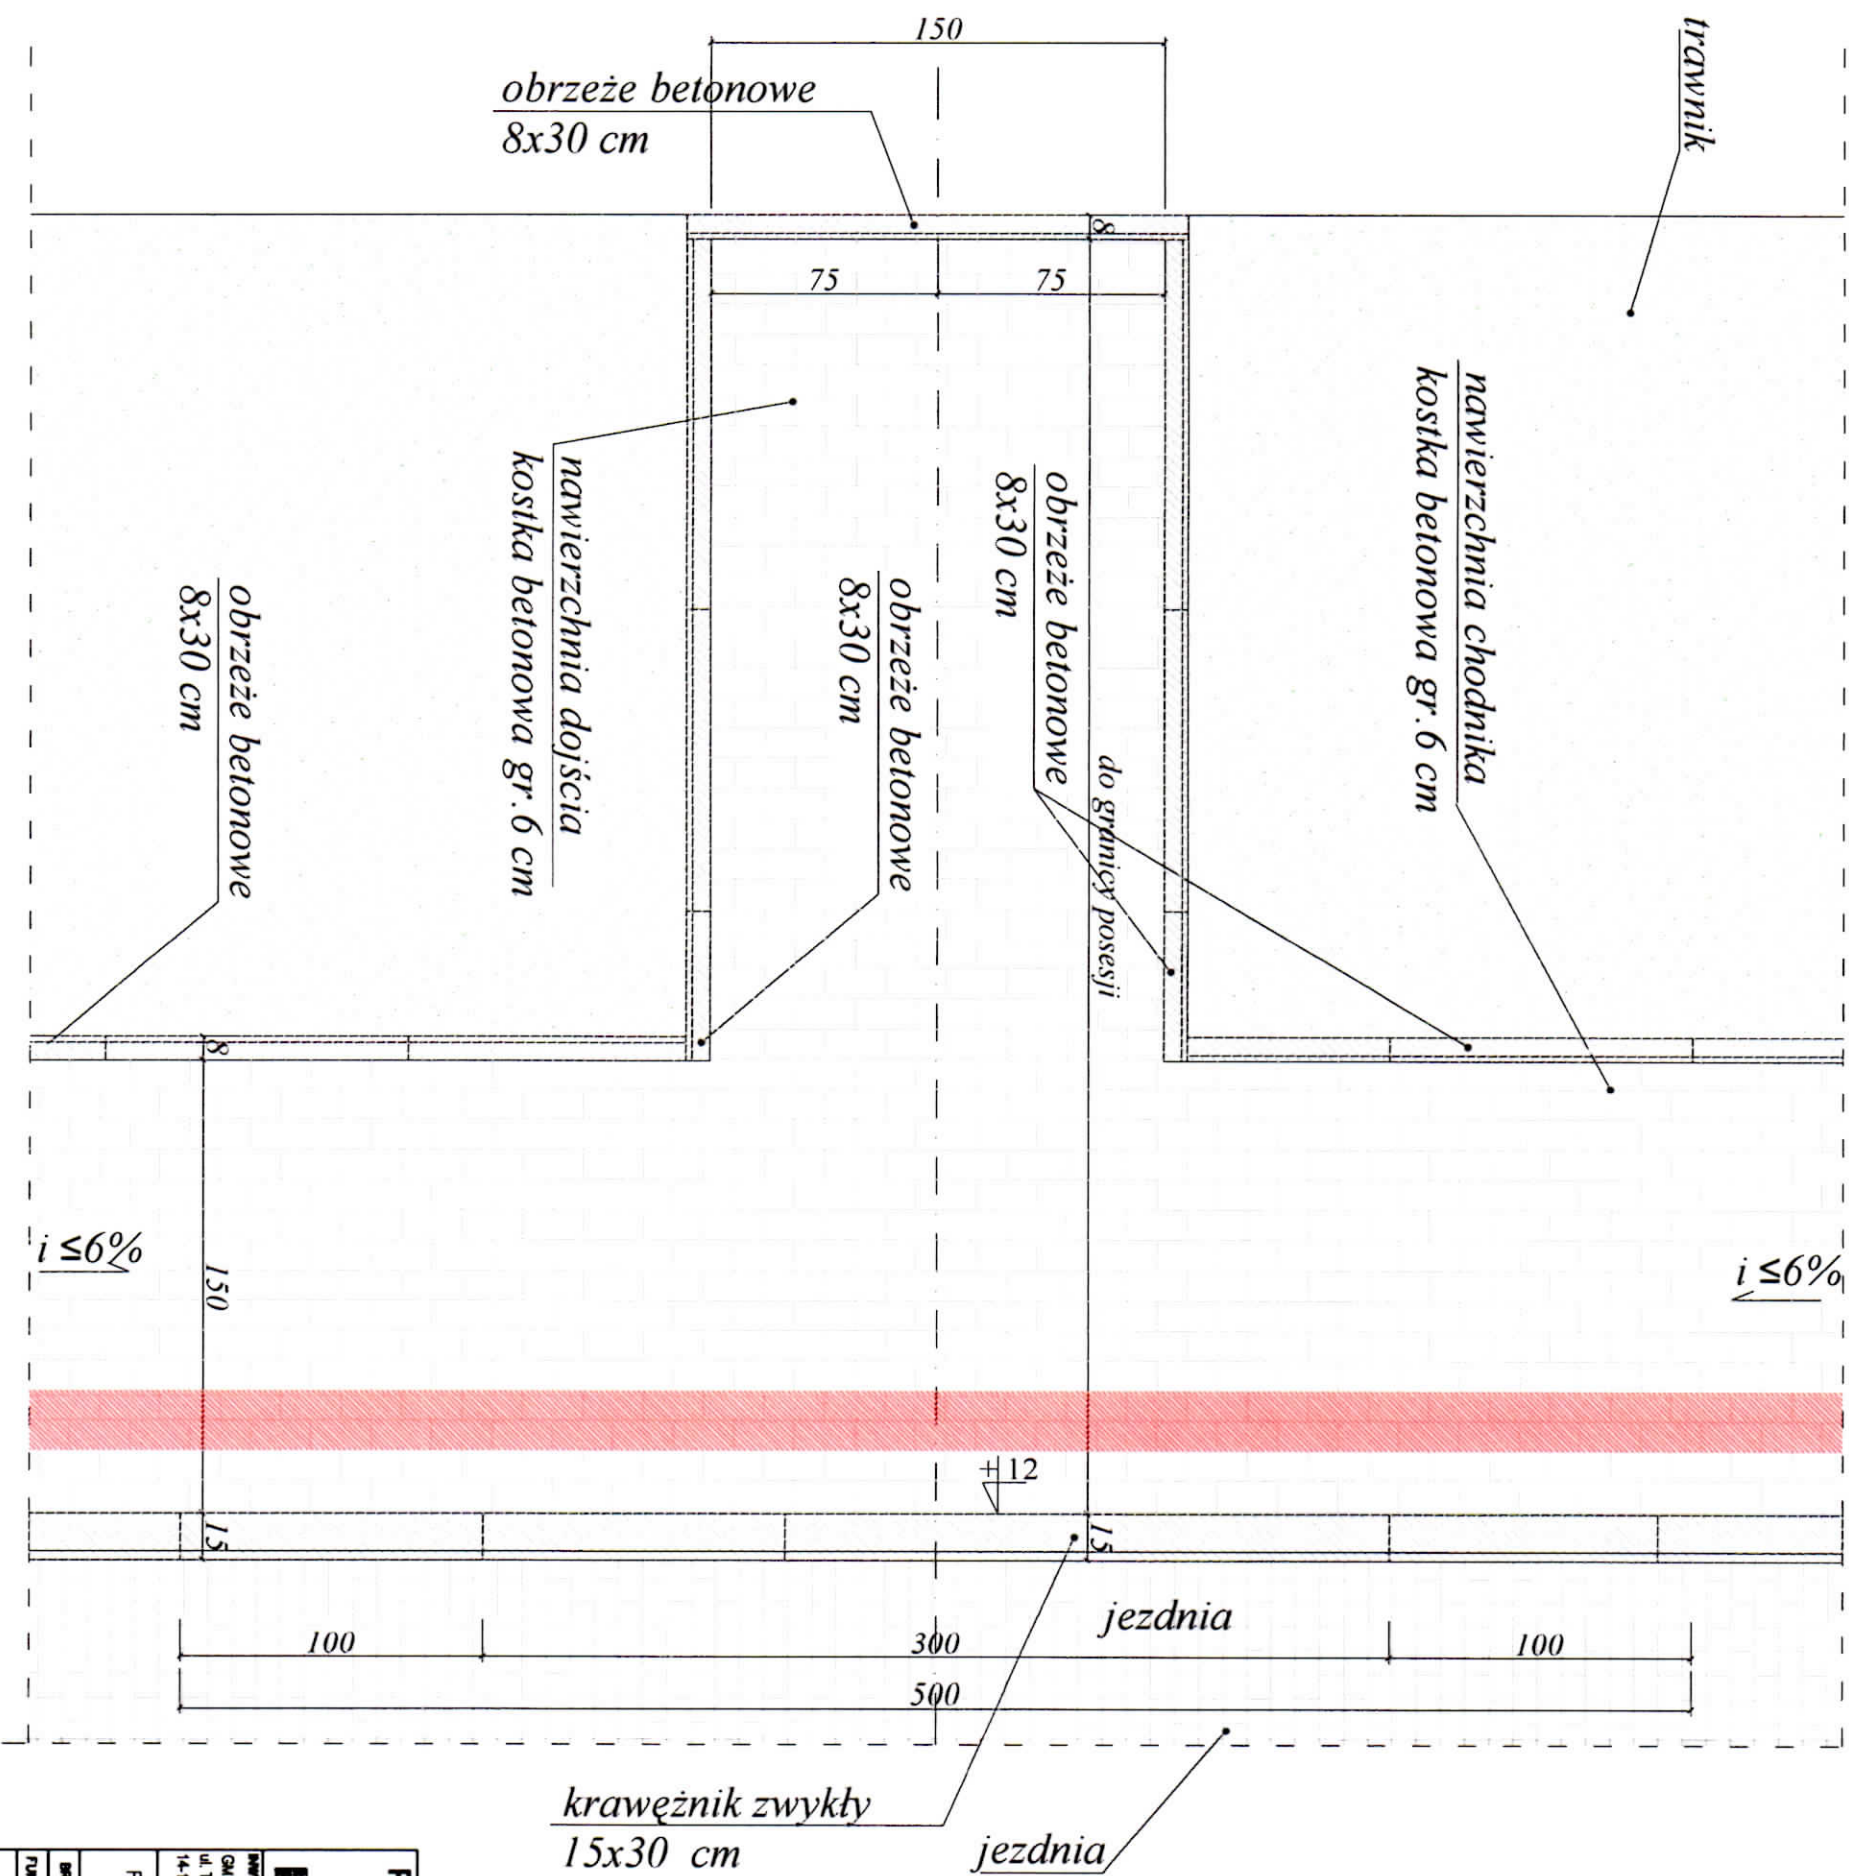 150
trawnik
obrzeże betonowe
8x30 cm
8
75
75
nawierzchnia chodnika
kostka betonowa gr.6 cm
obrzeże betonowe
8x30 cm
nawierzchnia dojścia
kostka betonowa gr.6 cm
obrzeże betonowe
8x30 cm
obrzeże betonowe
8x30 cm
do granicy posesji
8
i ≤6%
150
i ≤6%
+12
15
15
jezdnia
100
300
100
500
krawężnik zwykły
15x30 cm
jezdnia